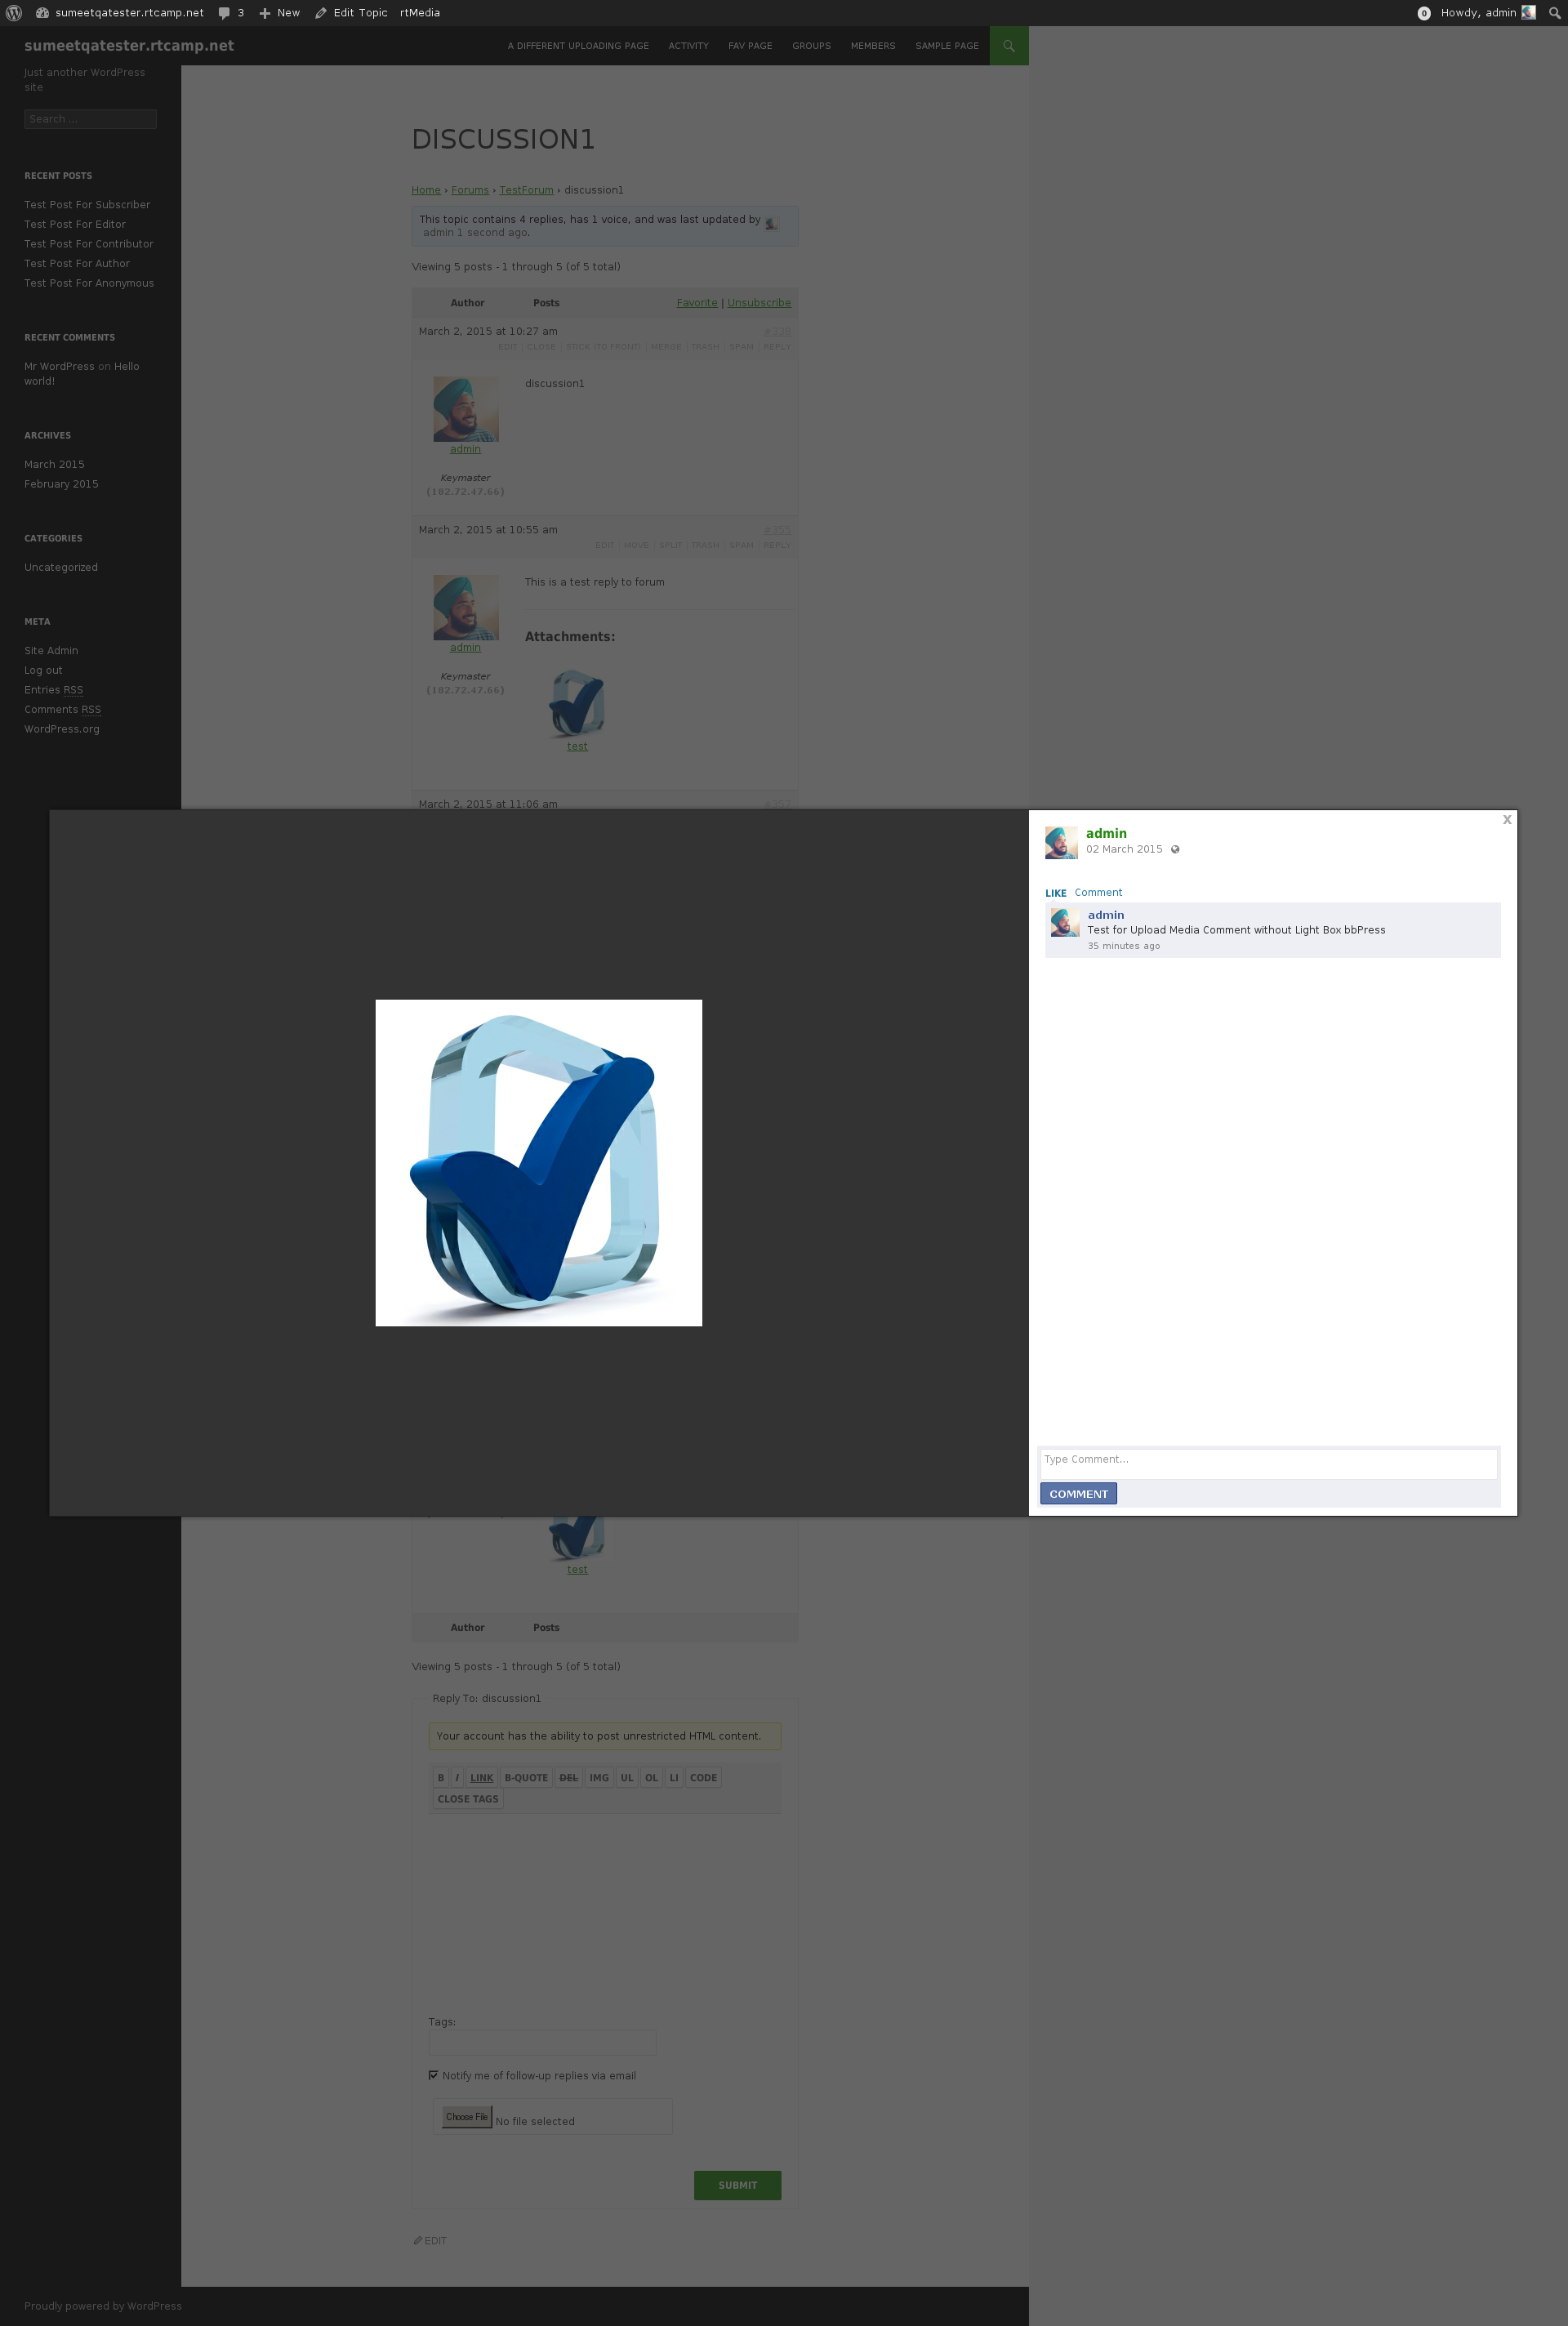 sumeetqatester.rtcamp.net 3 New Edit Topic rtMedia 0 Howdy, admin
sumeetqatester.rtcamp.net A DIFFERENT UPLOADING PAGE ACTIVITY FAV PAGE GROUPS MEMBERS SAMPLE PAGE
Just another WordPress
site
Search ...
RECENT POSTS
Test Post For Subscriber
Test Post For Editor
Test Post For Contributor
Test Post For Author
Test Post For Anonymous
RECENT COMMENTS
Mr WordPress on Hello
world!
ARCHIVES
March 2015
February 2015
CATEGORIES
Uncategorized
META
Site Admin
Log out
Entries RSS
Comments RSS
WordPress.org
DISCUSSION1
Home › Forums › TestForum › discussion1
This topic contains 4 replies, has 1 voice, and was last updated by
admin 1 second ago.
Viewing 5 posts - 1 through 5 (of 5 total)
Author Posts Favorite | Unsubscribe
March 2, 2015 at 10:27 am #338
EDIT | CLOSE | STICK (TO FRONT) | MERGE | TRASH | SPAM | REPLY
discussion1
admin
Keymaster
(182.72.47.66)
March 2, 2015 at 10:55 am #355
EDIT | MOVE | SPLIT | TRASH | SPAM | REPLY
This is a test reply to forum
Attachments:
admin
Keymaster
(182.72.47.66)
test
March 2, 2015 at 11:06 am #357
X
admin
02 March 2015
LIKE Comment
admin
Test for Upload Media Comment without Light Box bbPress
35 minutes ago
Type Comment...
COMMENT
test
Author Posts
Viewing 5 posts - 1 through 5 (of 5 total)
Reply To: discussion1
Your account has the ability to post unrestricted HTML content.
B I LINK B-QUOTE DEL IMG UL OL LI CODE
CLOSE TAGS
Tags:
Notify me of follow-up replies via email
Choose File No file selected
SUBMIT
EDIT
Proudly powered by WordPress